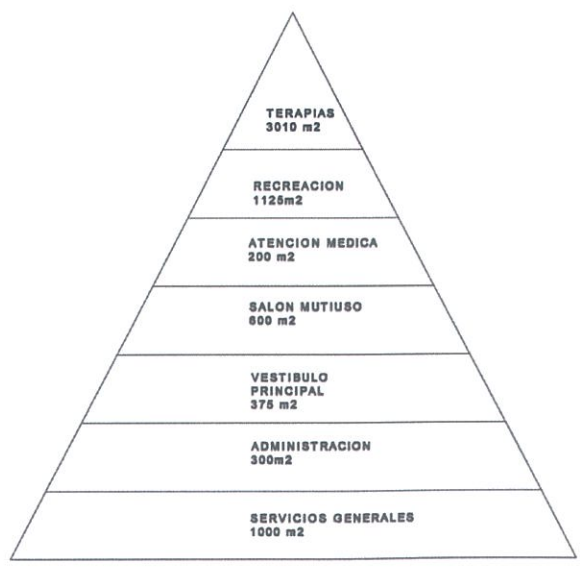 TERAPIAS
3010 m2
RECREACION
1125m2
ATENCION MEDICA
200 m2
SALON MUTIUSO
600 m2
VESTIBULO
PRINCIPAL
375 m2
ADMINISTRACION
300m2
SERVICIOS GENERALES
1000 m2